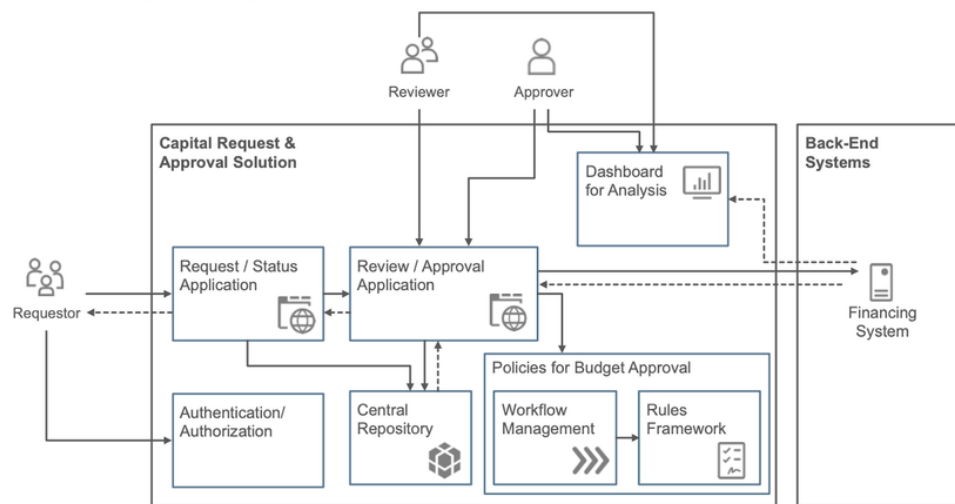 Reviewer
Approver
Capital Request &
Approval Solution
Back-End
Systems
Dashboard
for Analysis
Request / Status
Application
Review / Approval
Application
Requestor
Financing
System
Policies for Budget Approval
Authentication/
Authorization
Central
Repository
Workflow
Management
Rules
Framework